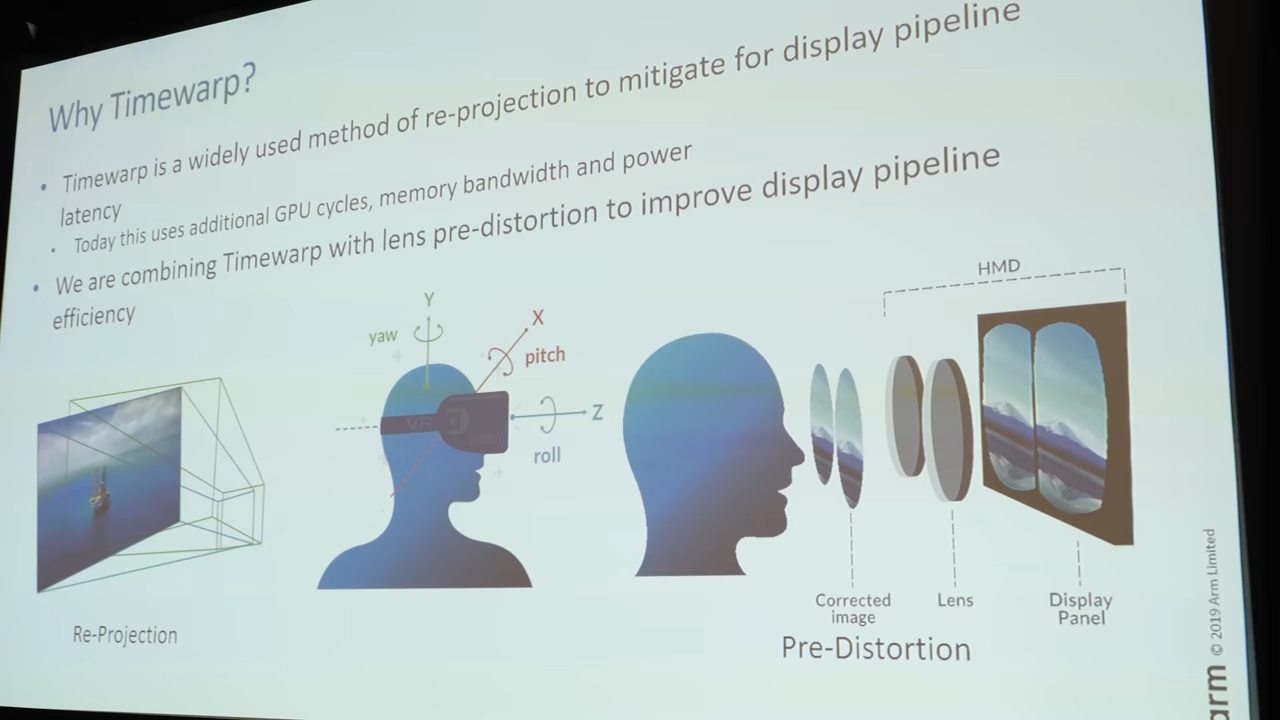 Why Timewarp?
• Timewarp is a widely used method of re-projection to mitigate for display pipeline
latency
• Today this uses additional GPU cycles, memory bandwidth and power
• We are combining Timewarp with lens pre-distortion to improve display pipeline
efficiency
HMD
Y
yaw
X
pitch
Z
roll
VR
Corrected
image
Lens
Display
Panel
Re-Projection
Pre-Distortion
arm © 2019 Arm Limited